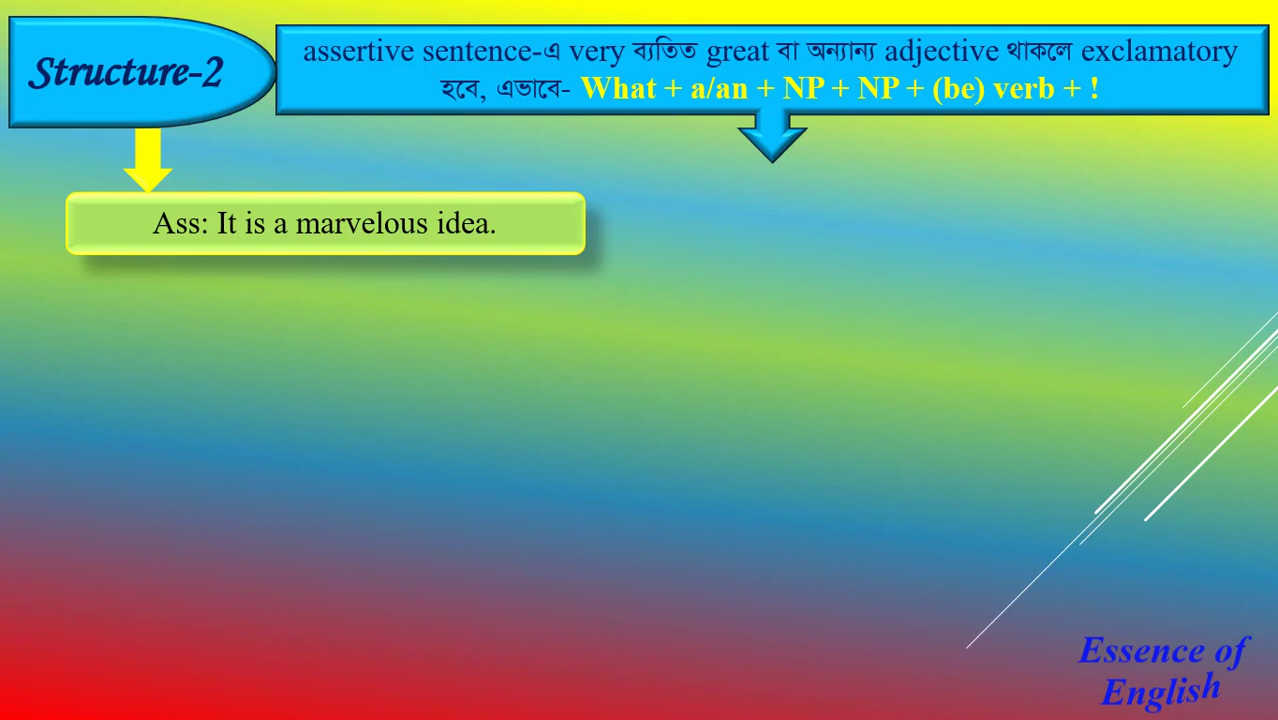 Structure-2
assertive sentence-এ very ব্যতিত great বা অন্যান্য adjective থাকলে exclamatory
হবে, এভাবে- What + a/an + NP + NP + (be) verb + !
Ass: It is a marvelous idea.
Essence of
English